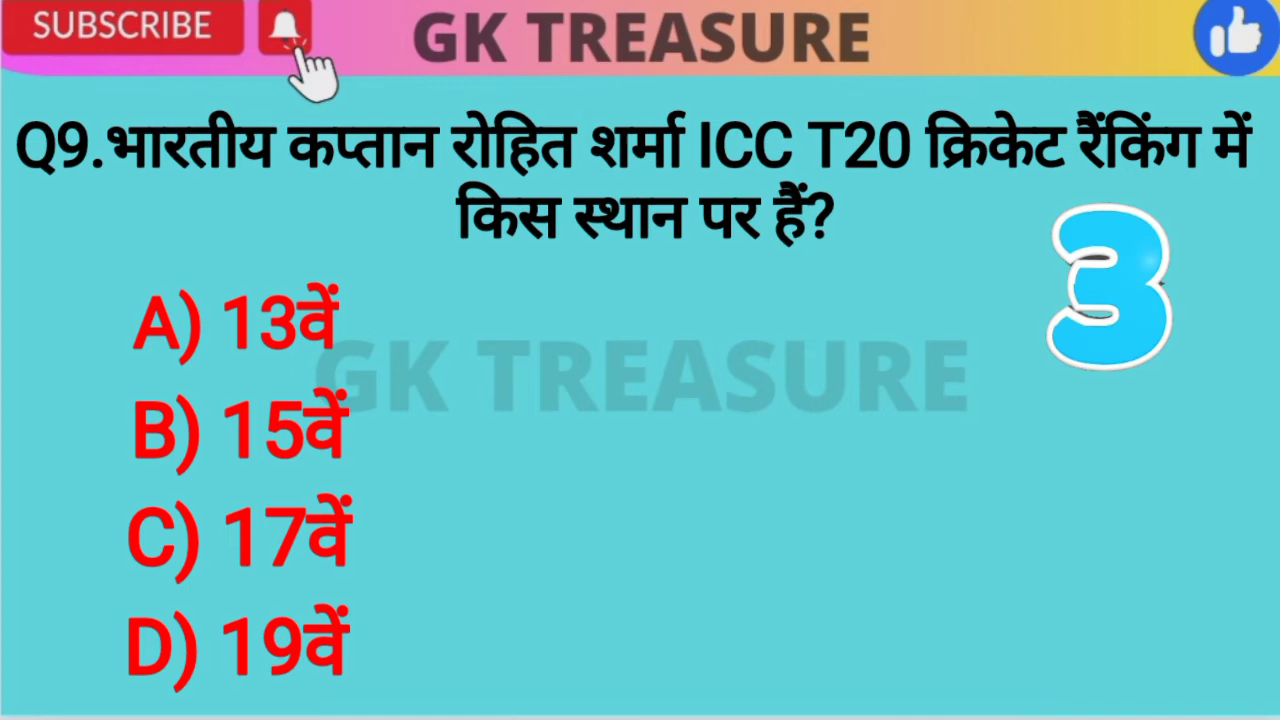 SUBSCRIBE
GK TREASURE
Q9.भारतीय कप्तान रोहित शर्मा ICC T20 क्रिकेट रैंकिंग में
किस स्थान पर हैं?
3
A) 13वें
GK TREASURE
B) 15वें
C) 17वें
D) 19वें